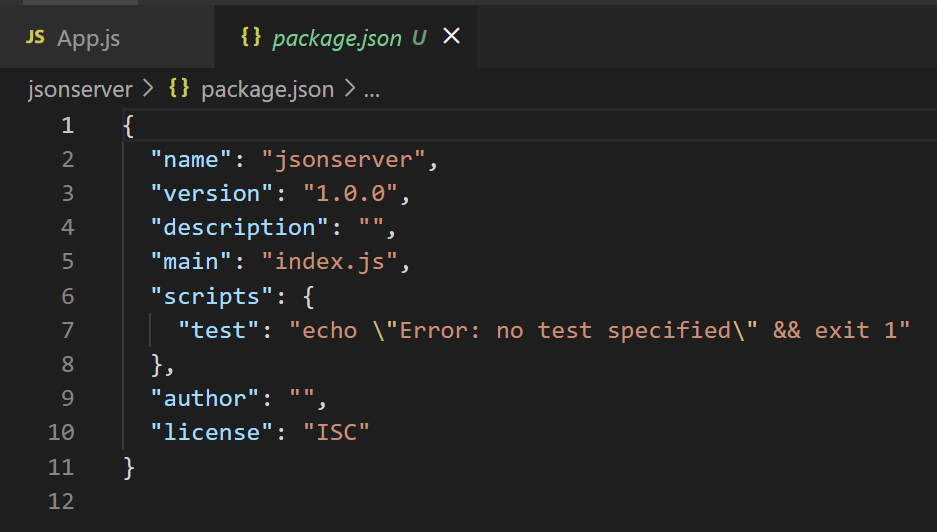 JS App.js {} package.json U ×
jsonserver > {} package.json > ...
1 {
2 "name": "jsonserver",
3 "version": "1.0.0",
4 "description": "",
5 "main": "index.js",
6 "scripts": {
7 "test": "echo \"Error: no test specified\" && exit 1"
8 },
9 "author": "",
10 "license": "ISC"
11 }
12